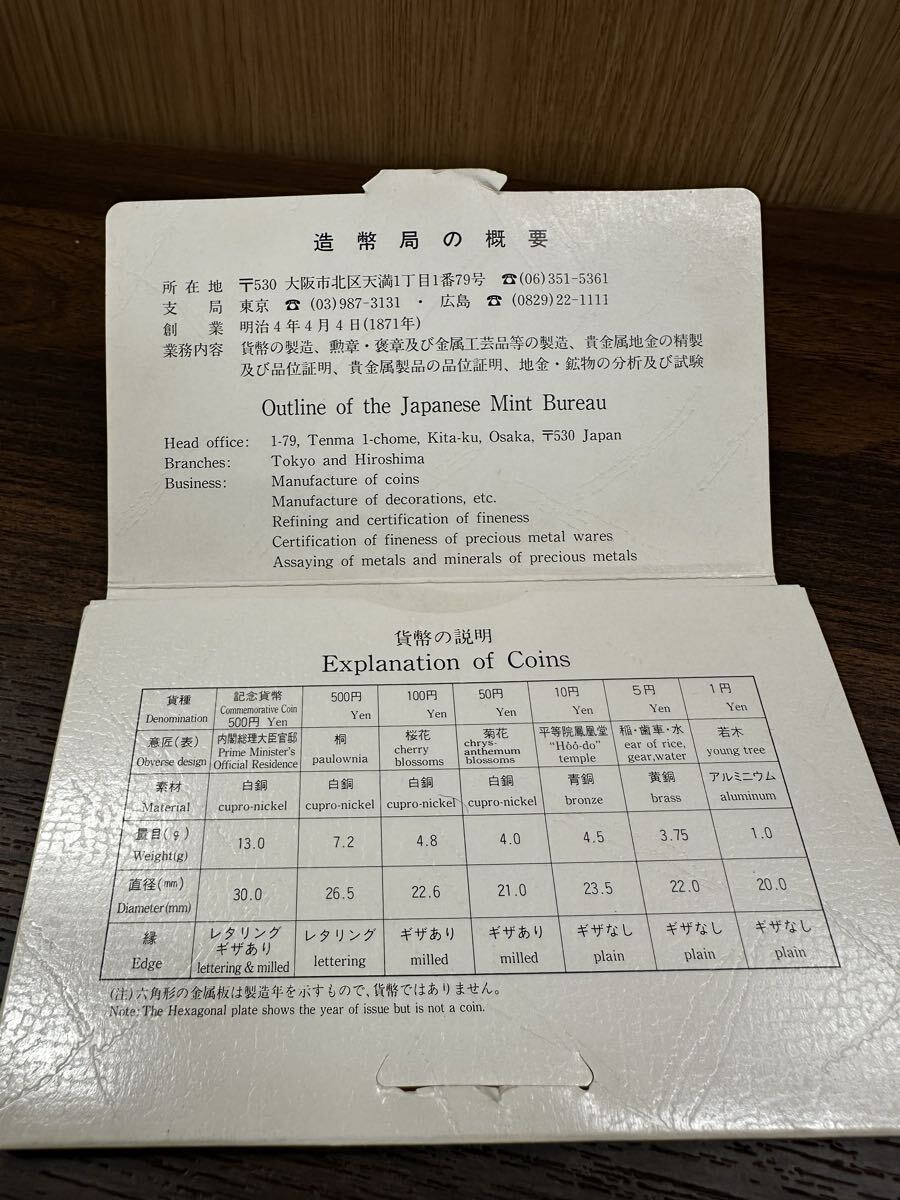 造幣局の概要
所在地 〒530 大阪市北区天満1丁目1番79号 ☎(06)351-5361
支局 東京 ☎ (03)987-3131 ・ 広島 ☎ (0829)22-1111
創業 明治4年4月4日(1871年)
業務内容 貨幣の製造、勲章・褒章及び金属工芸品等の製造、貴金属地金の精製
及び品位証明、貴金属製品の品位証明、地金・鉱物の分析及び試験
Outline of the Japanese Mint Bureau
Head office: 1-79, Tenma 1-chome, Kita-ku, Osaka, 〒530 Japan
Branches: Tokyo and Hiroshima
Business: Manufacture of coins
Manufacture of decorations, etc.
Refining and certification of fineness
Certification of fineness of precious metal wares
Assaying of metals and minerals of precious metals
貨幣の説明
Explanation of Coins
貨種 記念貨幣 500円 100円 50円 10円 5円 1円
Denomination Commemorative Coin 500円 Yen Yen Yen Yen Yen Yen Yen
意匠(表) 内閣総理大臣官邸 桐 桜花 菊花 平等院鳳凰堂 稲・歯車・水 若木
Obverse design Prime Minister's Official Residence paulownia cherry blossoms chrys-anthemum blossoms "Hôô-do" temple ear of rice, gear,water young tree
素材 白銅 白銅 白銅 白銅 青銅 黄銅 アルミニウム
Material cupro-nickel cupro-nickel cupro-nickel cupro-nickel bronze brass aluminum
量目(g) Weight(g) 13.0 7.2 4.8 4.0 4.5 3.75 1.0
直径(mm) Diameter(mm) 30.0 26.5 22.6 21.0 23.5 22.0 20.0
縁 レタリング ギザあり レタリング ギザあり ギザあり ギザなし ギザなし ギザなし
Edge lettering & milled lettering milled milled plain plain plain
(注)六角形の金属板は製造年を示すもので、貨幣ではありません。
Note: The Hexagonal plate shows the year of issue but is not a coin.